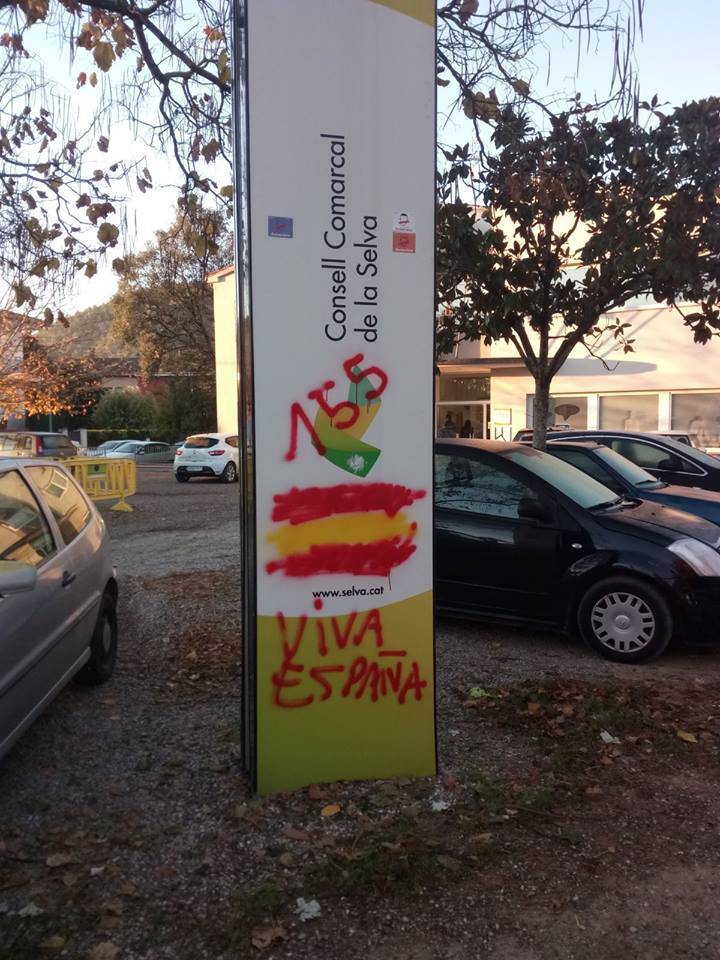 Consell Comarcal
de la Selva
155
www.selva.cat
VIVA
ESPAÑA